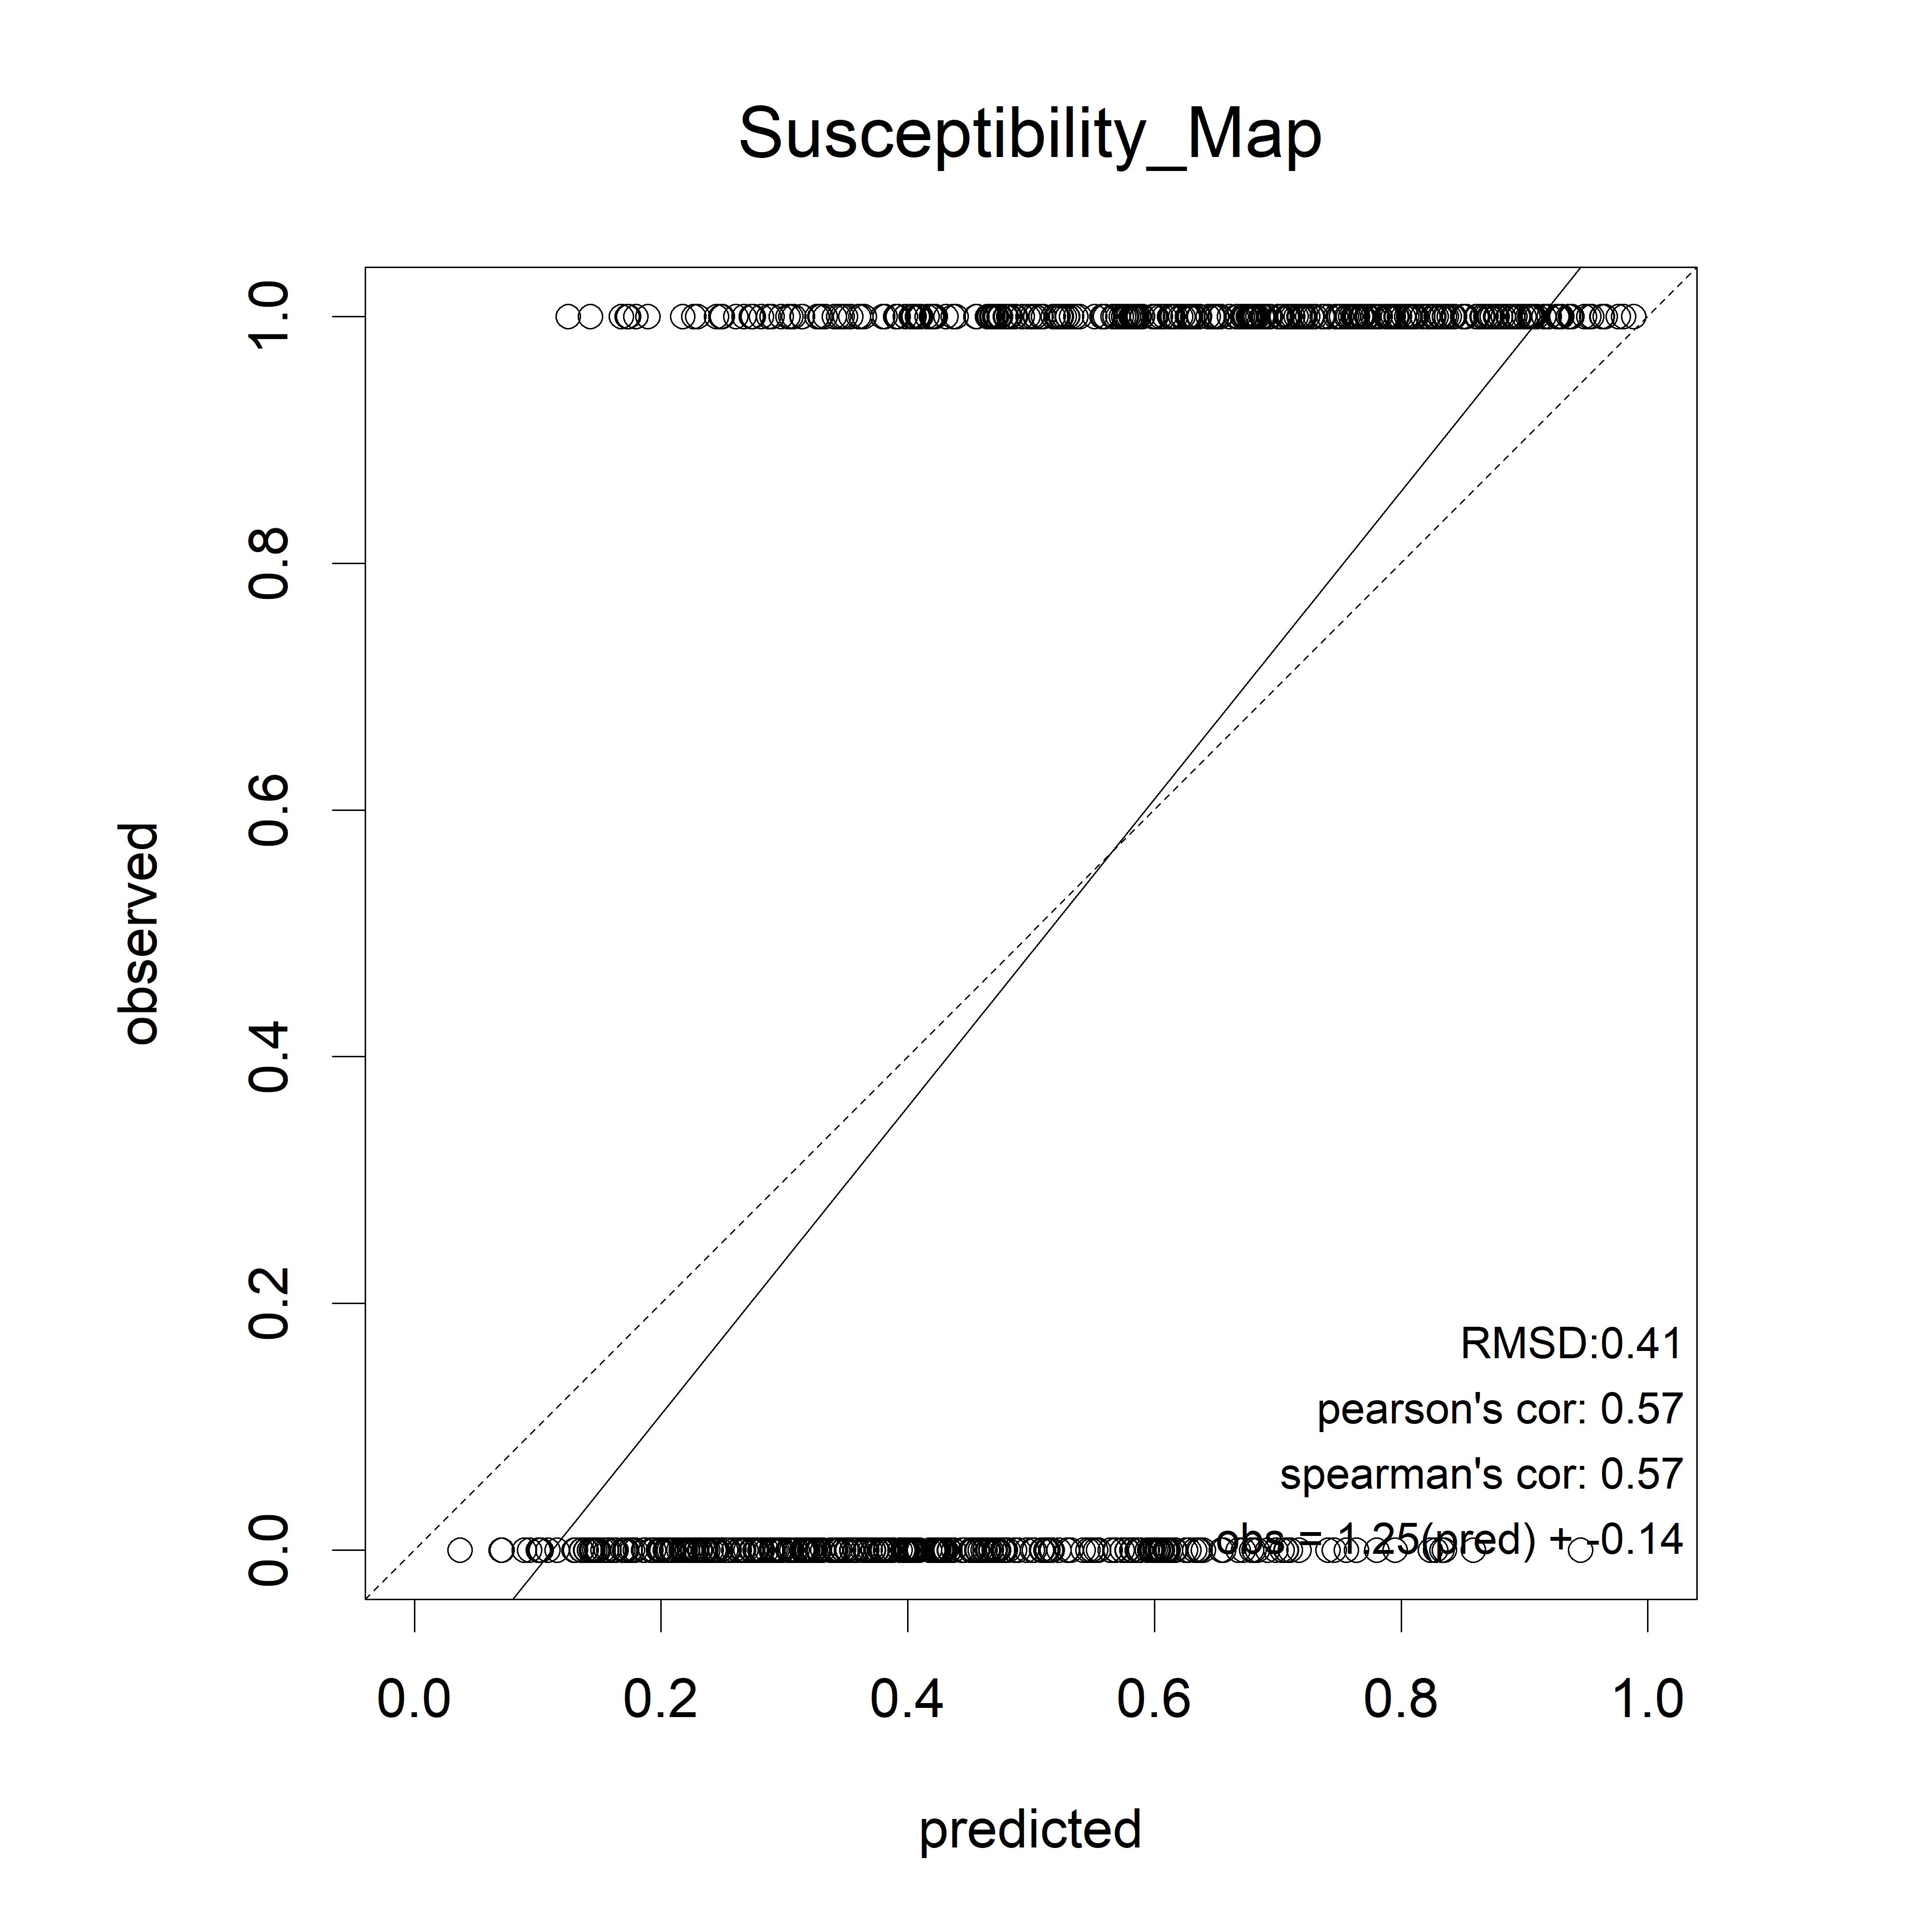 Susceptibility_Map
observed
1.0
0.8
0.6
0.4
0.2
0.0
RMSD:0.41
pearson's cor: 0.57
spearman's cor: 0.57
obs = 1.25(pred) + -0.14
0.0 0.2 0.4 0.6 0.8 1.0
predicted